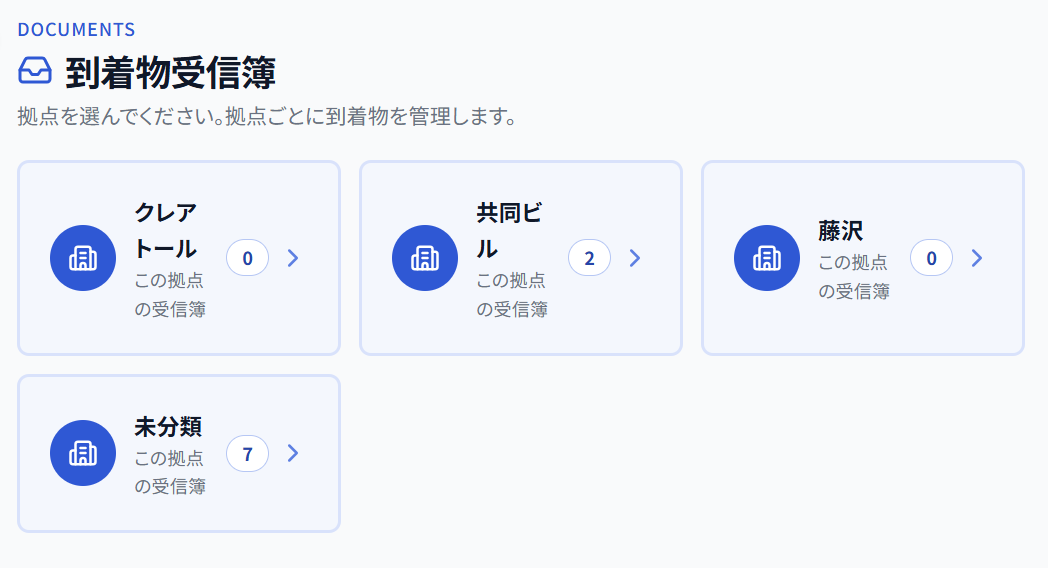 DOCUMENTS
到着物受信簿
拠点を選んでください。拠点ごとに到着物を管理します。
クレア
トール
この拠点
の受信簿
0
共同ビ
ル
この拠点
の受信簿
2
藤沢
この拠点
の受信簿
0
未分類
この拠点
の受信簿
7